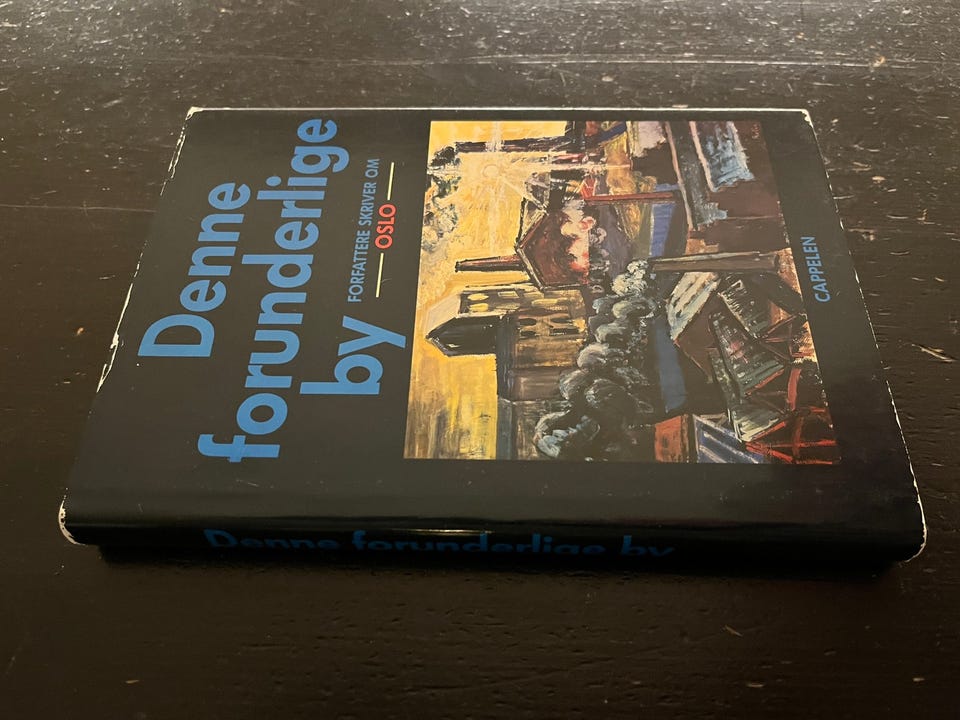 Denne
forunderlige
by
FORFATTERE SKRIVER OM
OSLO
CAPPELEN
Denne forunderlige by